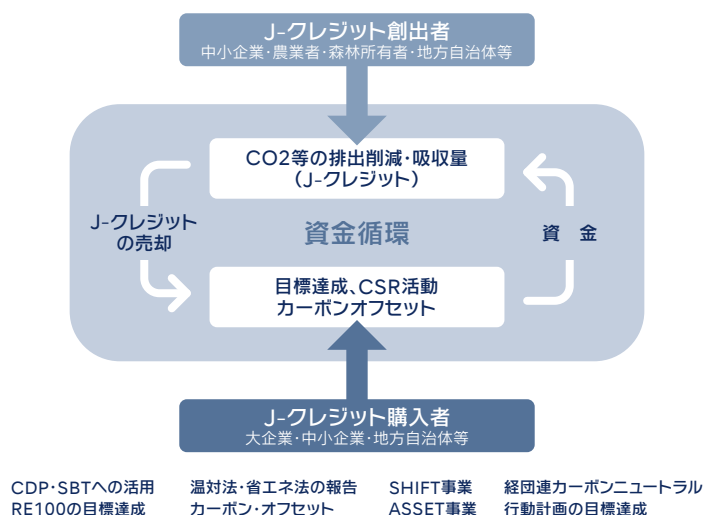 J-クレジット創出者
中小企業・農業者・森林所有者・地方自治体等
CO2等の排出削減・吸収量
（J-クレジット）
J-クレジット
の売却
資金循環
資 金
目標達成、CSR活動
カーボンオフセット
J-クレジット購入者
大企業・中小企業・地方自治体等
CDP・SBTへの活用
RE100の目標達成
温対法・省エネ法の報告
カーボン・オフセット
SHIFT事業
ASSET事業
経団連カーボンニュートラル
行動計画の目標達成